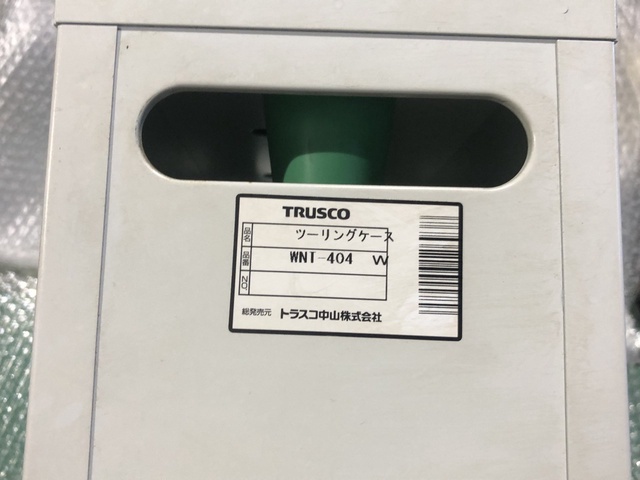 TRUSCO
品名 ツーリングケース
品番 WNT-404 W
NO
総発売元 トラスコ中山株式会社